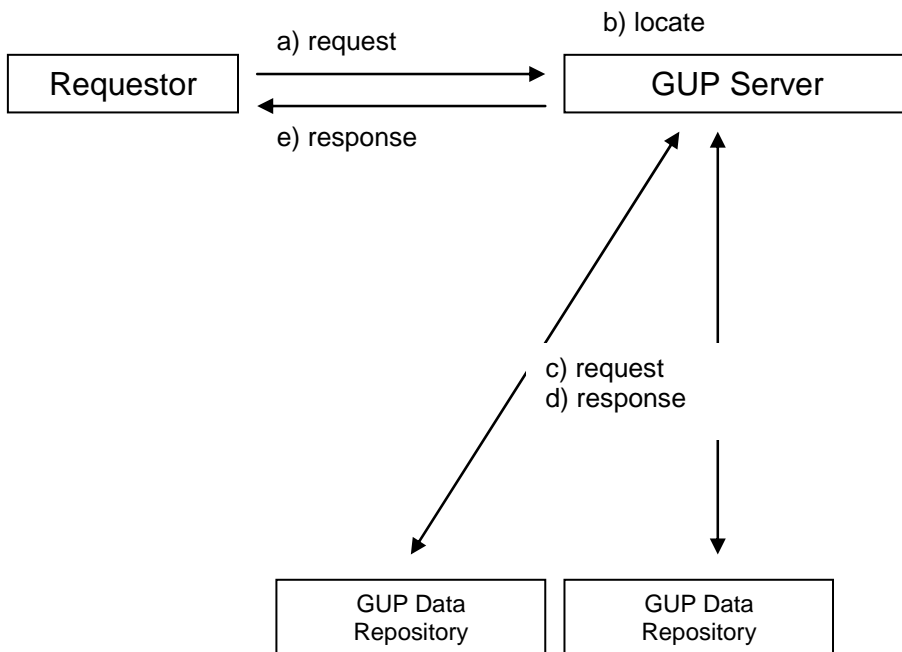 b) locate
a) request
Requestor
GUP Server
e) response
c) request
d) response
GUP Data
Repository
GUP Data
Repository